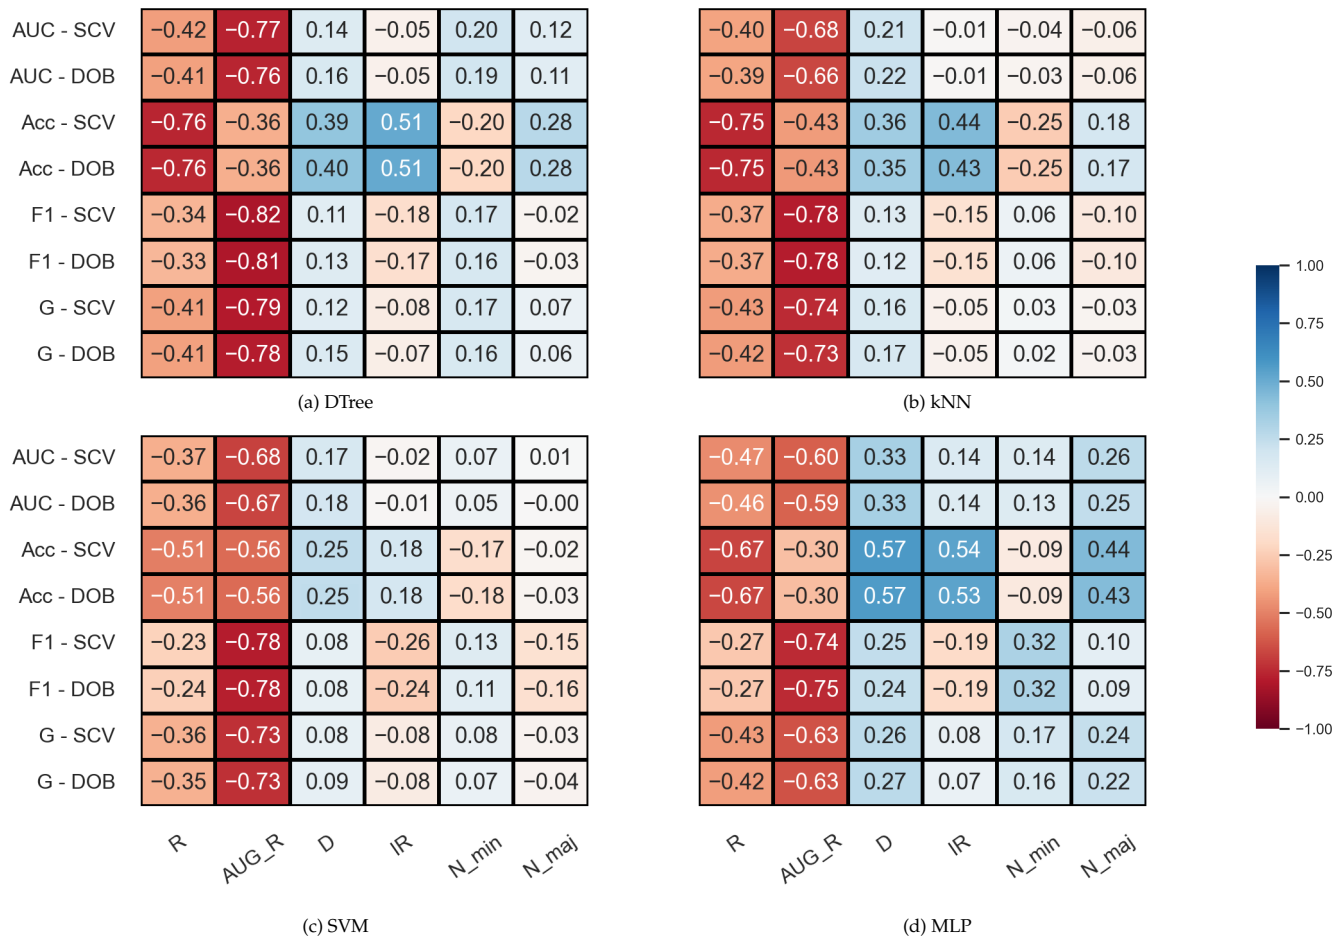 AUC - SCV −0.42 −0.77 0.14 −0.05 0.20 0.12
AUC - DOB −0.41 −0.76 0.16 −0.05 0.19 0.11
Acc - SCV −0.76 −0.36 0.39 0.51 −0.20 0.28
Acc - DOB −0.76 −0.36 0.40 0.51 −0.20 0.28
F1 - SCV −0.34 −0.82 0.11 −0.18 0.17 −0.02
F1 - DOB −0.33 −0.81 0.13 −0.17 0.16 −0.03
G - SCV −0.41 −0.79 0.12 −0.08 0.17 0.07
G - DOB −0.41 −0.78 0.15 −0.07 0.16 0.06
(a) DTree
−0.40 −0.68 0.21 −0.01 −0.04 −0.06
−0.39 −0.66 0.22 −0.01 −0.03 −0.06
−0.75 −0.43 0.36 0.44 −0.25 0.18
−0.75 −0.43 0.35 0.43 −0.25 0.17
−0.37 −0.78 0.13 −0.15 0.06 −0.10
−0.37 −0.78 0.12 −0.15 0.06 −0.10
−0.43 −0.74 0.16 −0.05 0.03 −0.03
−0.42 −0.73 0.17 −0.05 0.02 −0.03
(b) kNN
AUC - SCV −0.37 −0.68 0.17 −0.02 0.07 0.01
AUC - DOB −0.36 −0.67 0.18 −0.01 0.05 −0.00
Acc - SCV −0.51 −0.56 0.25 0.18 −0.17 −0.02
Acc - DOB −0.51 −0.56 0.25 0.18 −0.18 −0.03
F1 - SCV −0.23 −0.78 0.08 −0.26 0.13 −0.15
F1 - DOB −0.24 −0.78 0.08 −0.24 0.11 −0.16
G - SCV −0.36 −0.73 0.08 −0.08 0.08 −0.03
G - DOB −0.35 −0.73 0.09 −0.08 0.07 −0.04
R AUG_R D IR N_min N_maj
(c) SVM
−0.47 −0.60 0.33 0.14 0.14 0.26
−0.46 −0.59 0.33 0.14 0.13 0.25
−0.67 −0.30 0.57 0.54 −0.09 0.44
−0.67 −0.30 0.57 0.53 −0.09 0.43
−0.27 −0.74 0.25 −0.19 0.32 0.10
−0.27 −0.75 0.24 −0.19 0.32 0.09
−0.43 −0.63 0.26 0.08 0.17 0.24
−0.42 −0.63 0.27 0.07 0.16 0.22
R AUG_R D IR N_min N_maj
(d) MLP
1.00
0.75
0.50
0.25
0.00
−0.25
−0.50
−0.75
−1.00